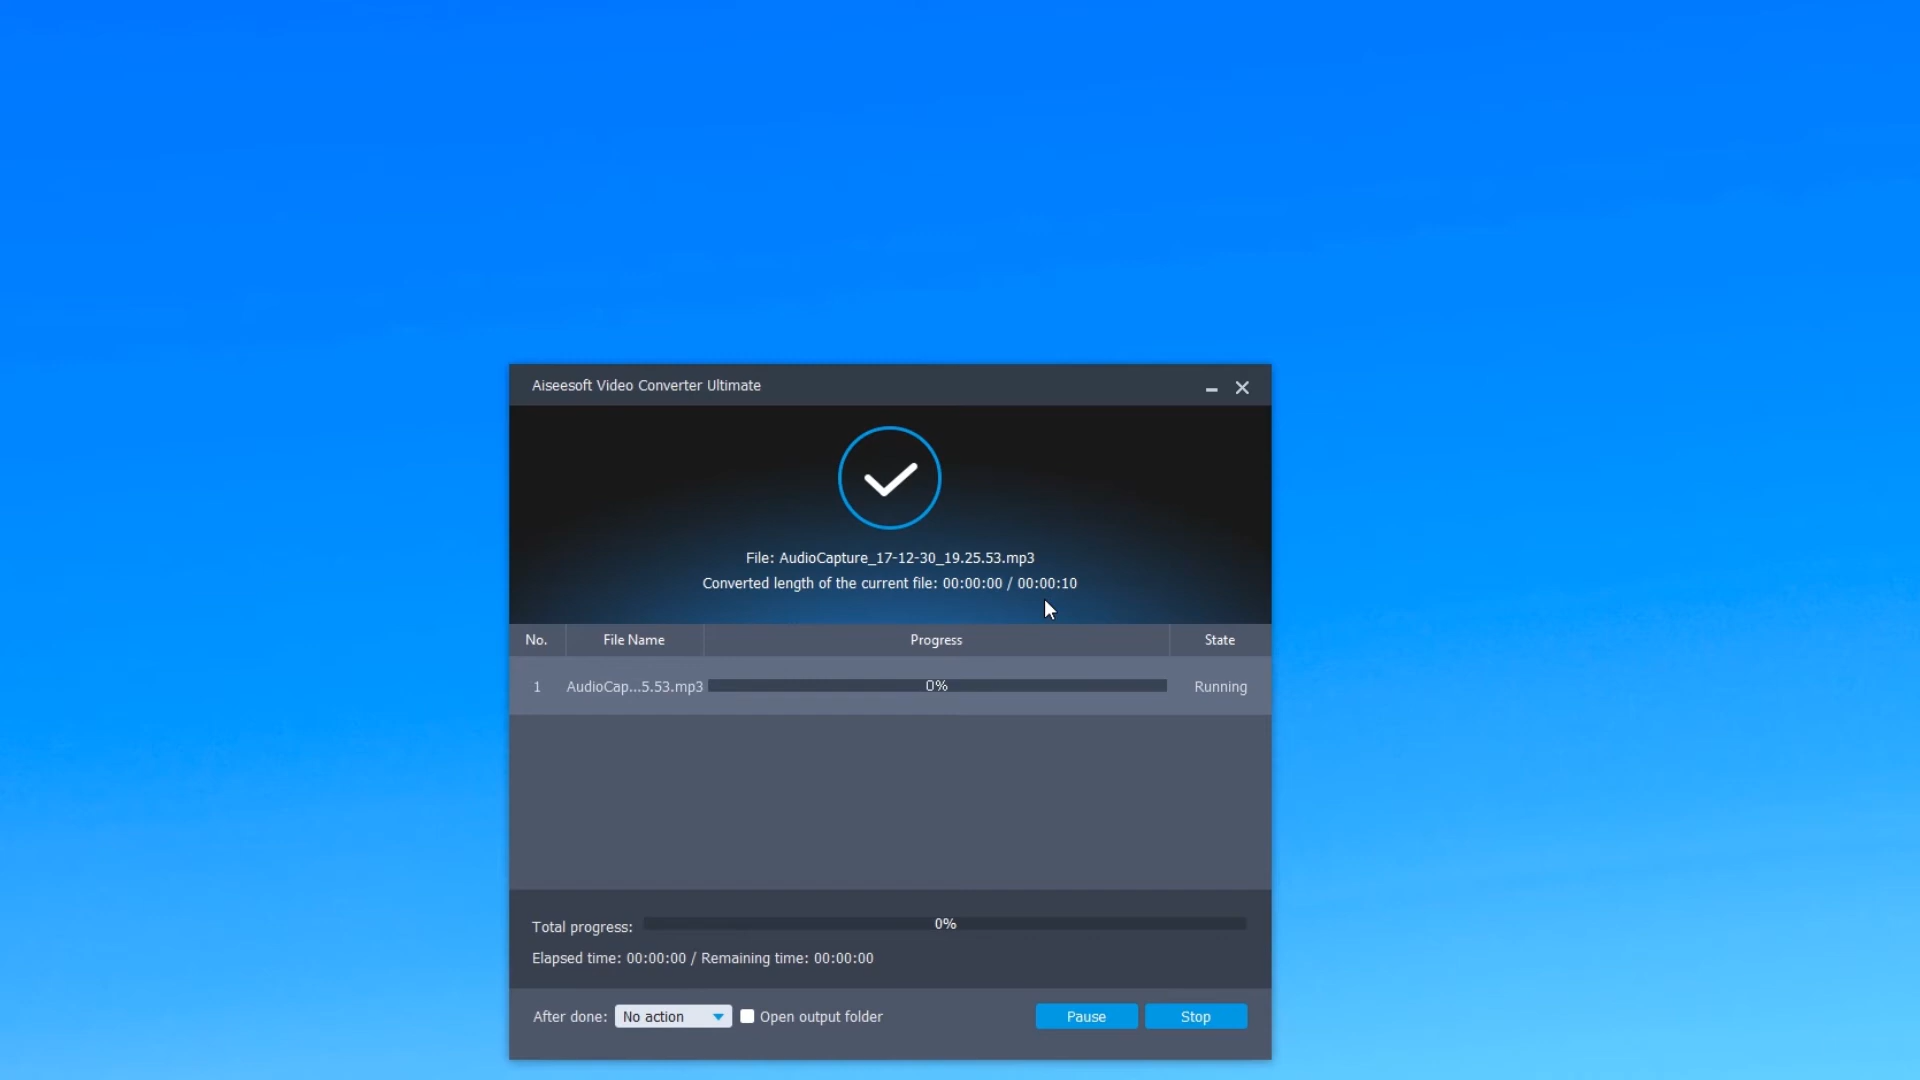 Aiseesoft Video Converter Ultimate
File: AudioCapture_17-12-30_19.25.53.mp3
Converted length of the current file: 00:00:00 / 00:00:10
No. File Name Progress State
1 AudioCap...5.53.mp3 0% Running
Total progress: 0%
Elapsed time: 00:00:00 / Remaining time: 00:00:00
After done: No action Open output folder Pause Stop